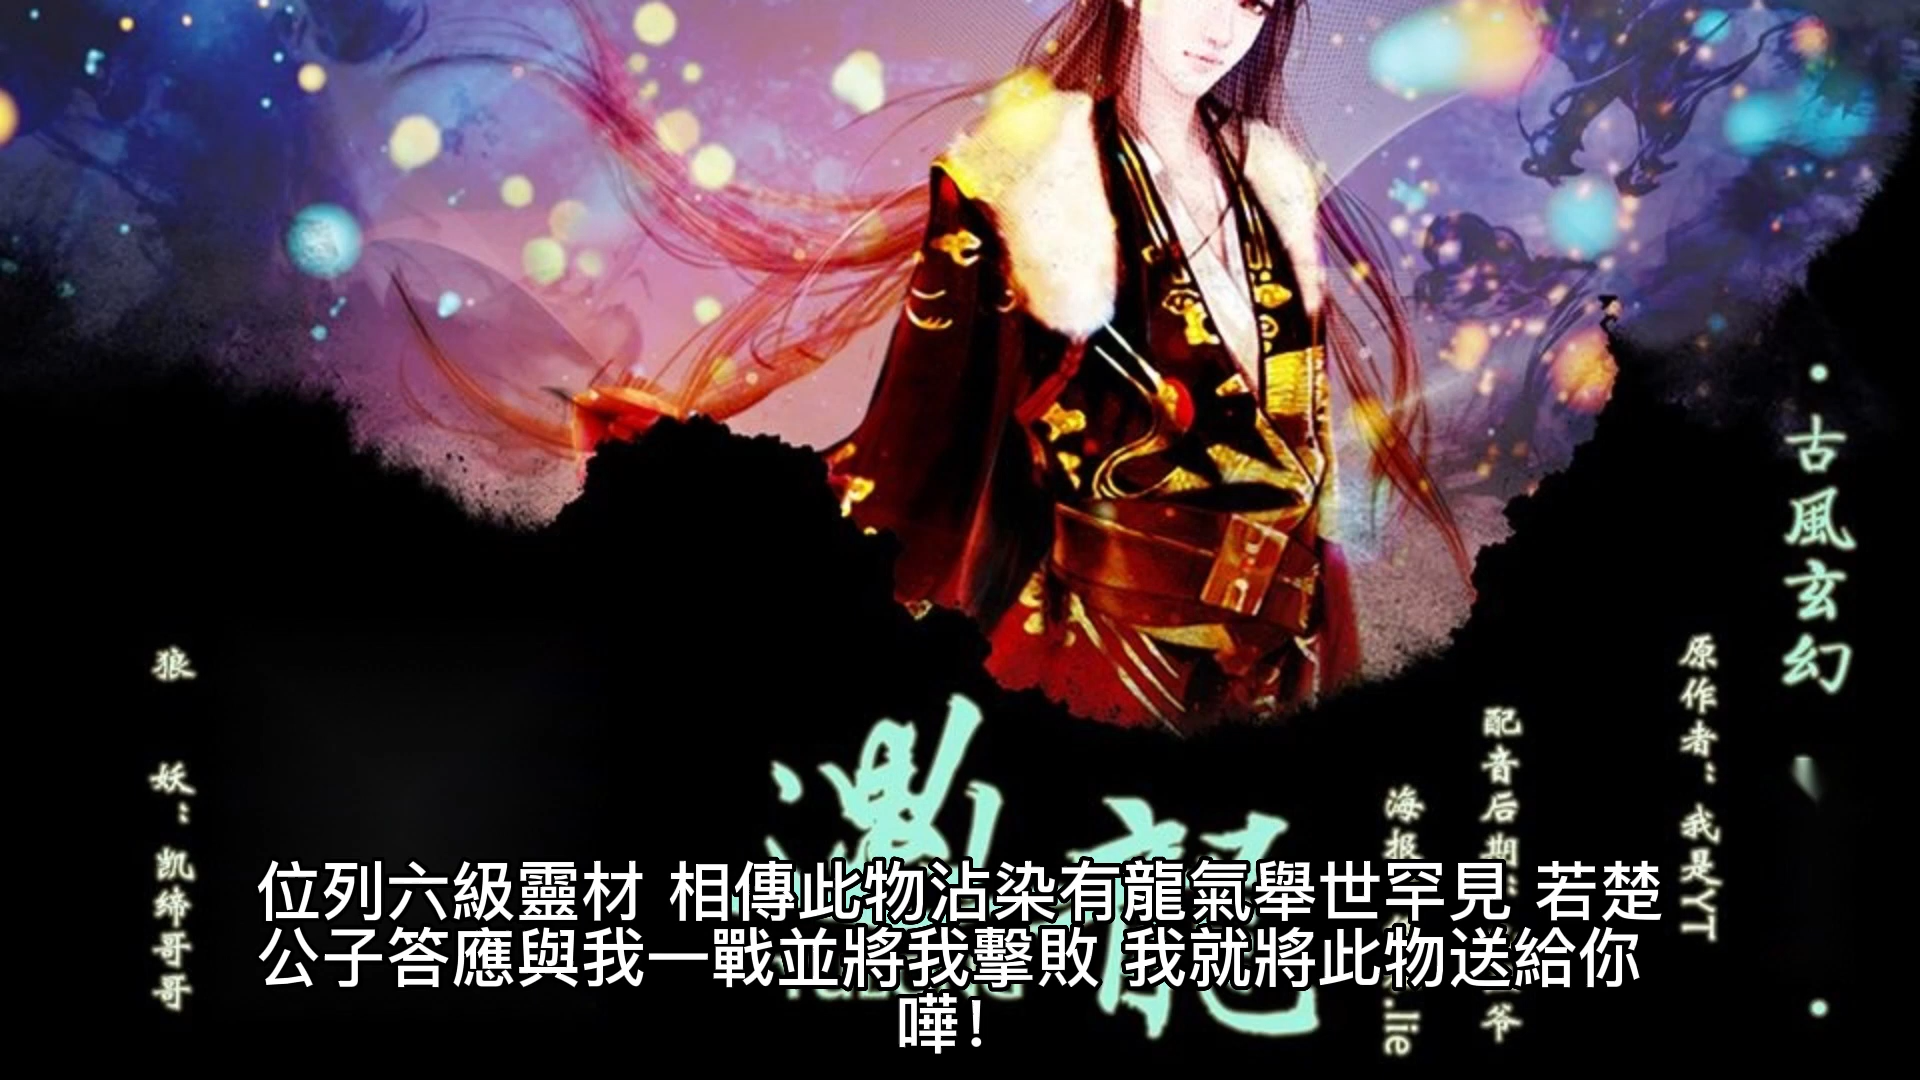 古風玄幻
原作者：我是YT
配音后期：
爷
海报
.lie
龍
狼 妖：凯缔哥哥
位列六級靈材 相傳此物沾染有龍氣舉世罕見 若楚
公子答應與我一戰並將我擊敗 我就將此物送給你
嘩!